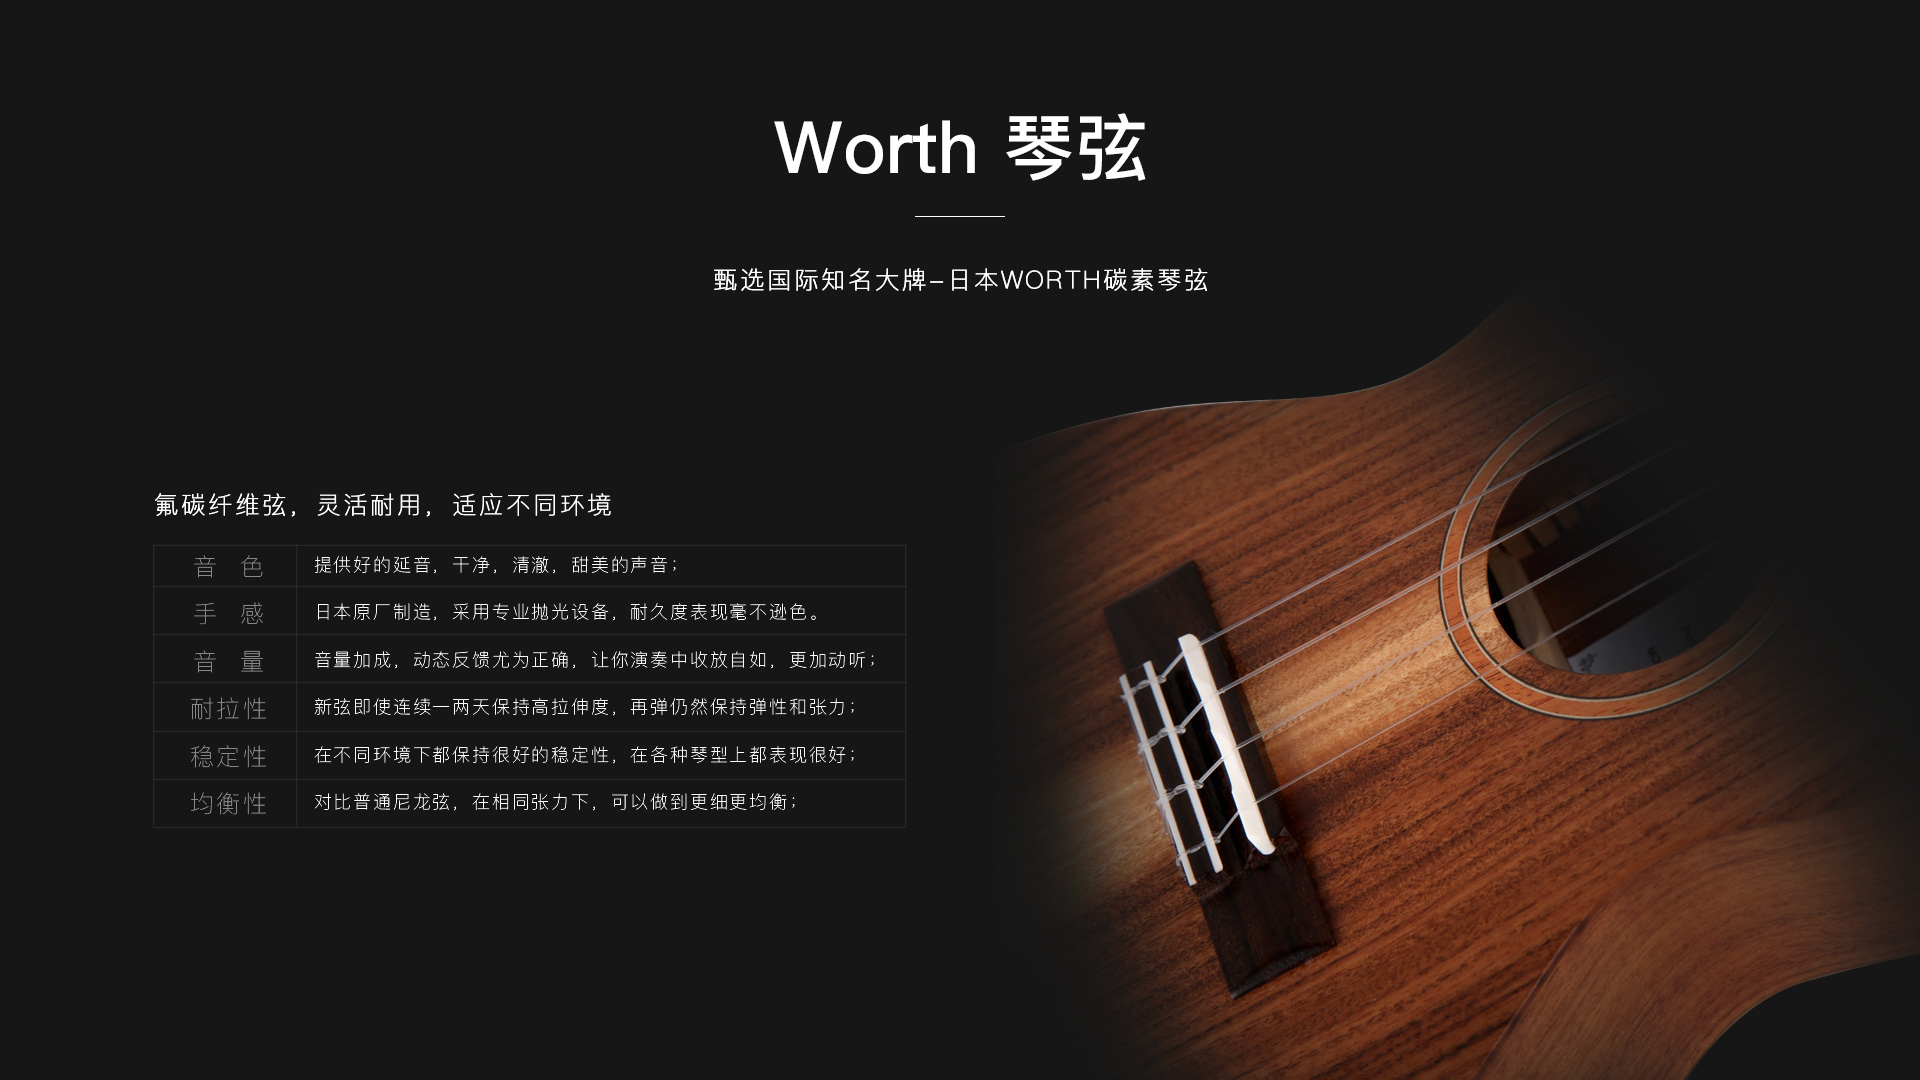 Worth 琴弦
甄选国际知名大牌–日本WORTH碳素琴弦
氟碳纤维弦，灵活耐用，适应不同环境
音 色 提供好的延音，干净，清澈，甜美的声音；
手 感 日本原厂制造，采用专业抛光设备，耐久度表现毫不逊色。
音 量 音量加成，动态反馈尤为正确，让你演奏中收放自如，更加动听；
耐拉性 新弦即使连续一两天保持高拉伸度，再弹仍然保持弹性和张力；
稳定性 在不同环境下都保持很好的稳定性，在各种琴型上都表现很好；
均衡性 对比普通尼龙弦，在相同张力下，可以做到更细更均衡；